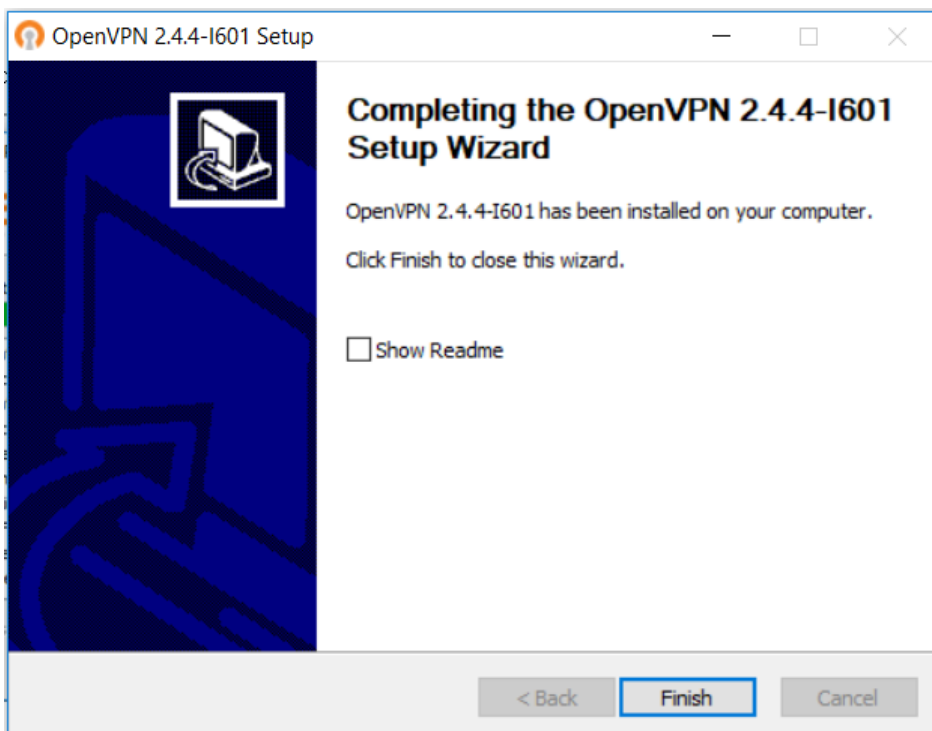 OpenVPN 2.4.4-I601 Setup
Completing the OpenVPN 2.4.4-I601
Setup Wizard
OpenVPN 2.4.4-I601 has been installed on your computer.
Click Finish to close this wizard.
Show Readme
< Back
Finish
Cancel